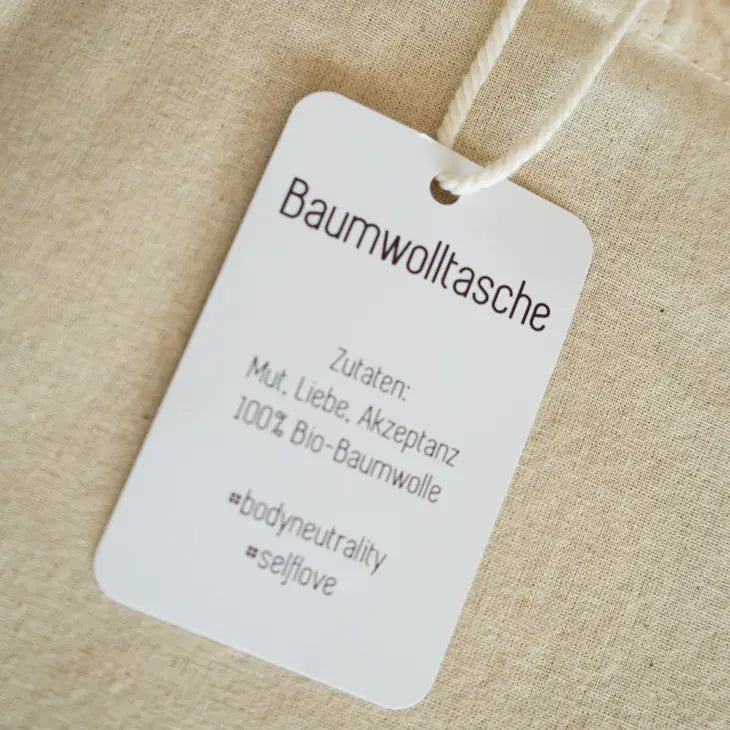 Baumwolltasche
Zutaten:
Mut, Liebe, Akzeptanz
100% Bio-Baumwolle
#bodyneutrality
#selflove